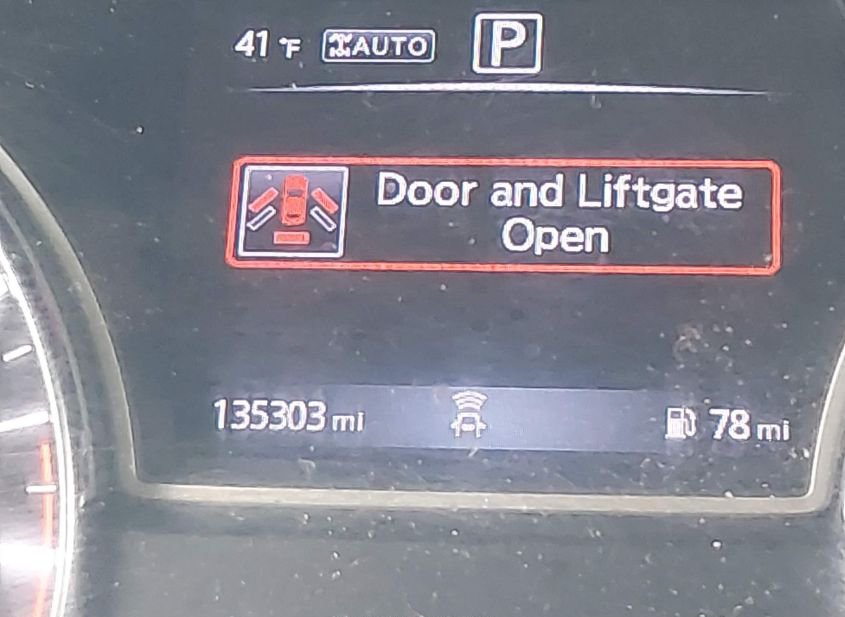 41 °F AUTO P
Door and Liftgate
Open
135303 mi 78 mi